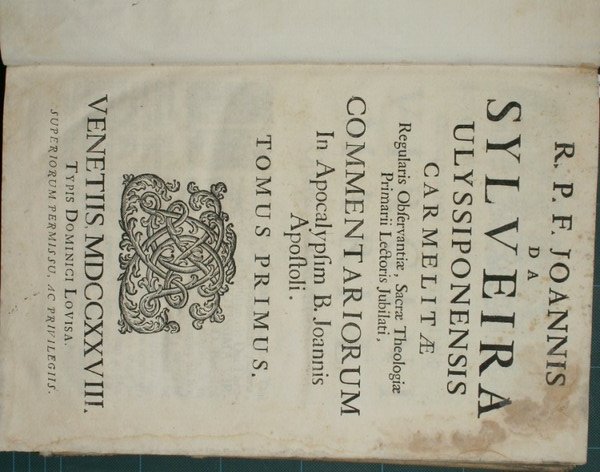 R. P. F. JOANNIS
DA
SYLVEIRA
ULYSSIPONENSIS
CARMELITÆ
Regularis Obſervantiæ, Sacræ Theologiæ
Primarii Lectoris Jubilati,
COMMENTARIORUM
In Apocalypſim B. Joannis
Apoſtoli.
TOMUS PRIMUS.
VENETIIS, MDCCXXVIII.
TYPIS DOMINICI LOVISA.
SUPERIORUM PERMISSU, AC PRIVILEGIIS.